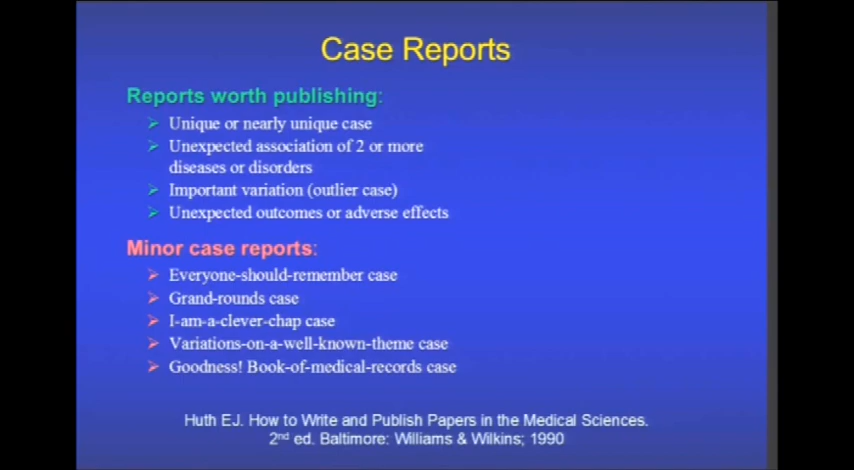 Case Reports
Reports worth publishing:
➢ Unique or nearly unique case
➢ Unexpected association of 2 or more
diseases or disorders
➢ Important variation (outlier case)
➢ Unexpected outcomes or adverse effects
Minor case reports:
➢ Everyone-should-remember case
➢ Grand-rounds case
➢ I-am-a-clever-chap case
➢ Variations-on-a-well-known-theme case
➢ Goodness! Book-of-medical-records case
Huth EJ. How to Write and Publish Papers in the Medical Sciences.
2nd ed. Baltimore: Williams & Wilkins; 1990